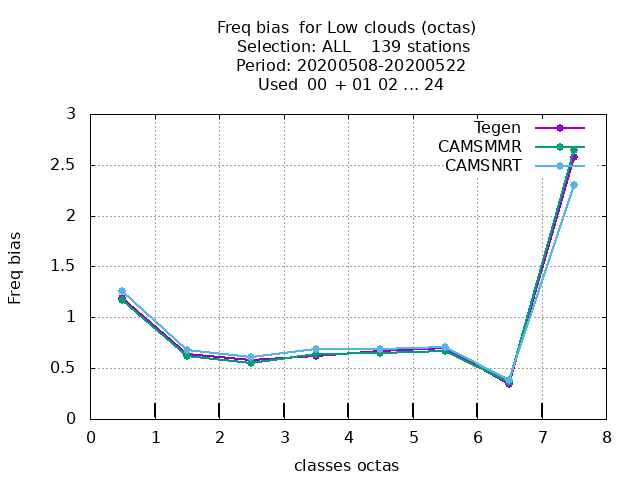 Freq bias  for Low clouds (octas)
Selection: ALL    139 stations
Period: 20200508-20200522
Used  00 + 01 02 ... 24
Tegen
CAMSMMR
CAMSNRT
3
2.5
2
1.5
1
0.5
0
Freq bias
0 1 2 3 4 5 6 7 8
classes octas